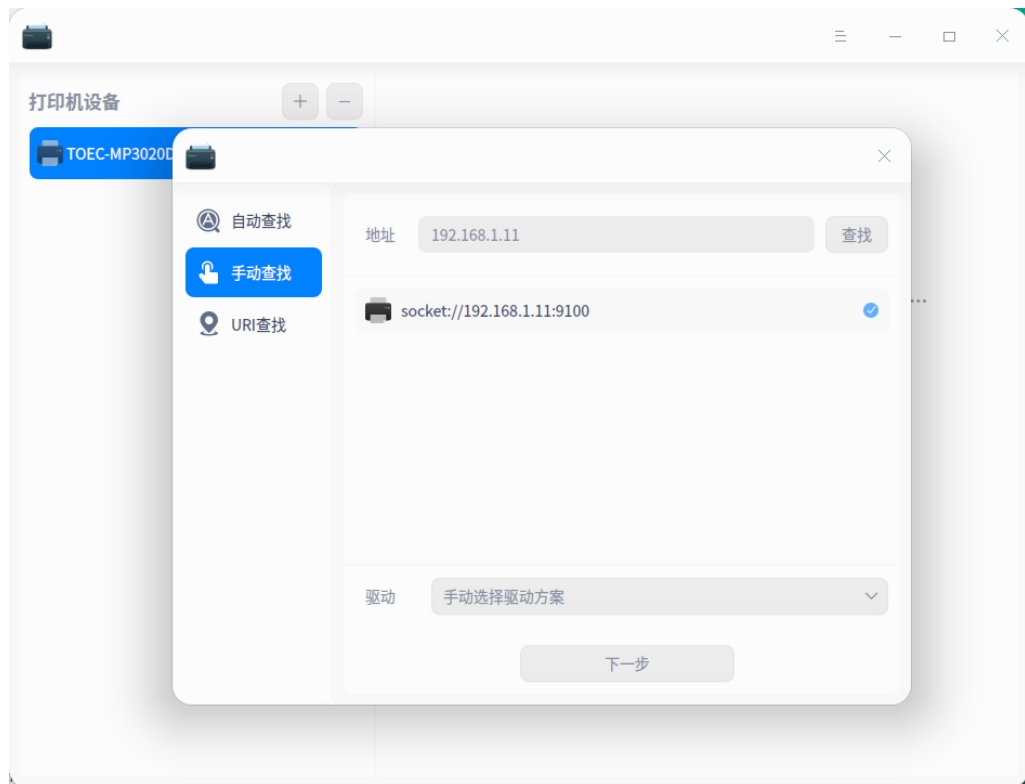 打印机设备
TOEC-MP3020D
自动查找
手动查找
URI查找
地址
192.168.1.11
查找
socket://192.168.1.11:9100
...
驱动
手动选择驱动方案
下一步